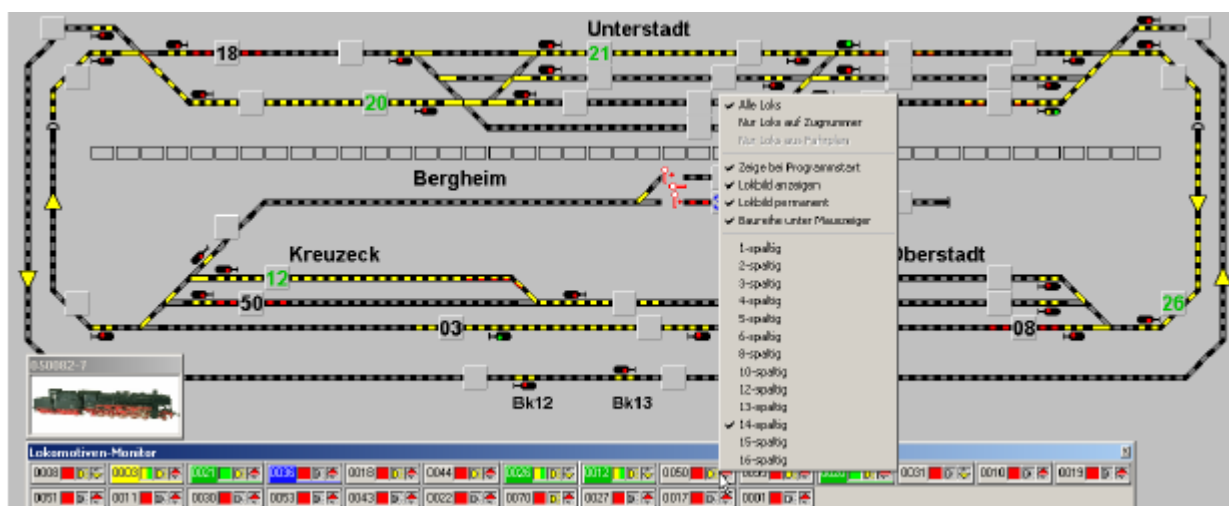 Unterstadt
18
21
20
Alle Loks
Nur Loks auf Zugnummer
Nur Loks aus Fahrplan
Zeige bei Programmstart
Lokbild anzeigen
Lokbild permanent
Baureihe unter Mauszeiger
1-spaltig
2-spaltig
3-spaltig
4-spaltig
5-spaltig
6-spaltig
8-spaltig
10-spaltig
12-spaltig
13-spaltig
14-spaltig
15-spaltig
16-spaltig
Bergheim
Kreuzeck
Oberstadt
12
50
26
03
08
050082-7
Bk12 Bk13
Lokomotiven-Monitor
0008 0003 0021 0036 0018 0044 0026 0012 0050 0031 0010 0019
0051 0011 0030 0053 0043 0022 0070 0027 0017 0001